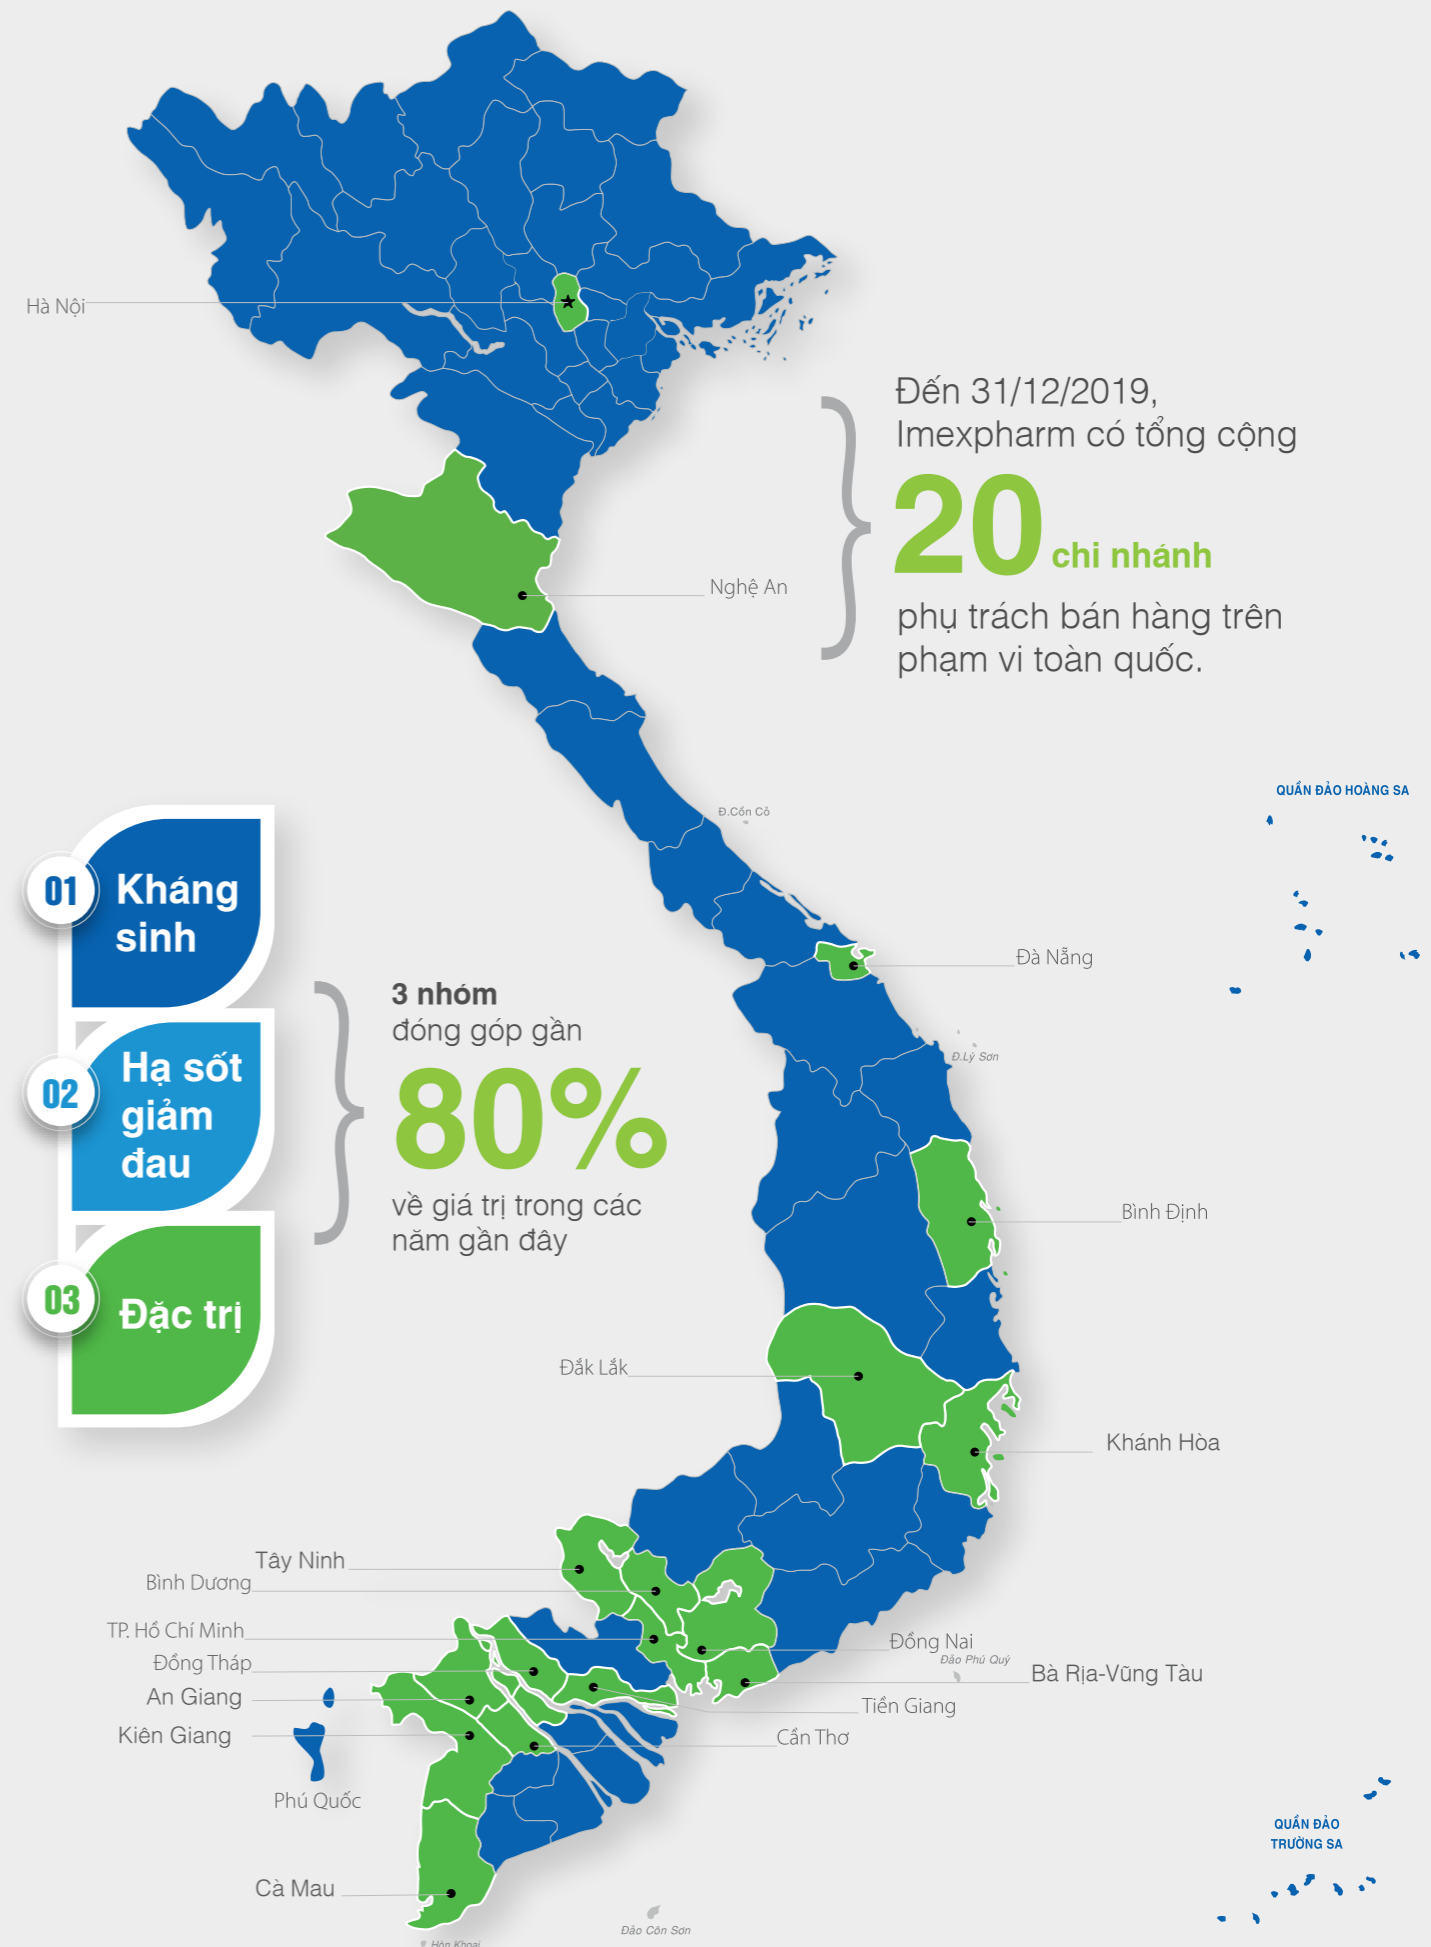 Hà Nội
Đến 31/12/2019,
Imexpharm có tổng cộng
20 chi nhánh
phụ trách bán hàng trên
phạm vi toàn quốc.
Nghệ An
QUẦN ĐẢO HOÀNG SA
Đ.Cồn Cỏ
01 Kháng
sinh
02 Hạ sốt
giảm
đau
03 Đặc trị
3 nhóm
đóng góp gần
80%
về giá trị trong các
năm gần đây
Đà Nẵng
Đ.Lý Sơn
Bình Định
Đắk Lắk
Khánh Hòa
Tây Ninh
Bình Dương
TP. Hồ Chí Minh
Đồng Tháp
An Giang
Kiên Giang
Phú Quốc
Cà Mau
Đồng Nai
Đảo Phú Quý
Bà Rịa-Vũng Tàu
Tiền Giang
Cần Thơ
QUẦN ĐẢO
TRƯỜNG SA
Đảo Côn Sơn
Hòn Khoai